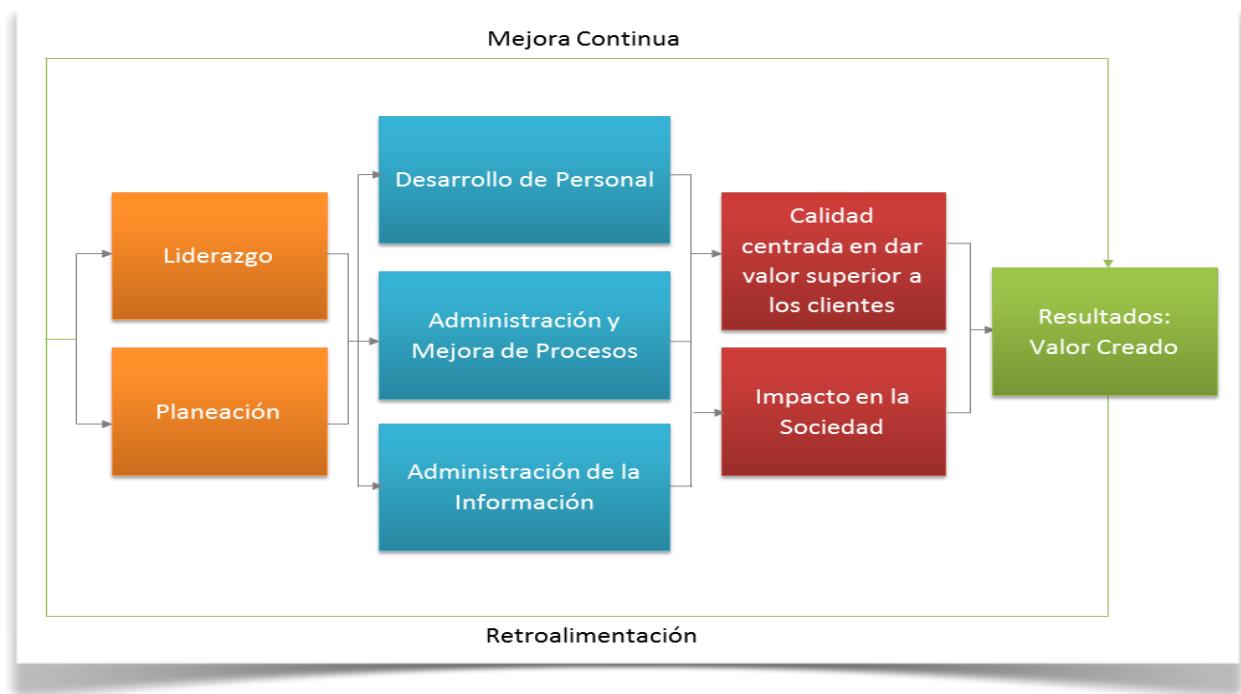 Mejora Continua
Desarrollo de Personal
Liderazgo
Calidad
centrada en dar
valor superior a
los clientes
Administración y
Mejora de Procesos
Resultados:
Valor Creado
Planeación
Impacto en la
Sociedad
Administración de la
Información
Retroalimentación